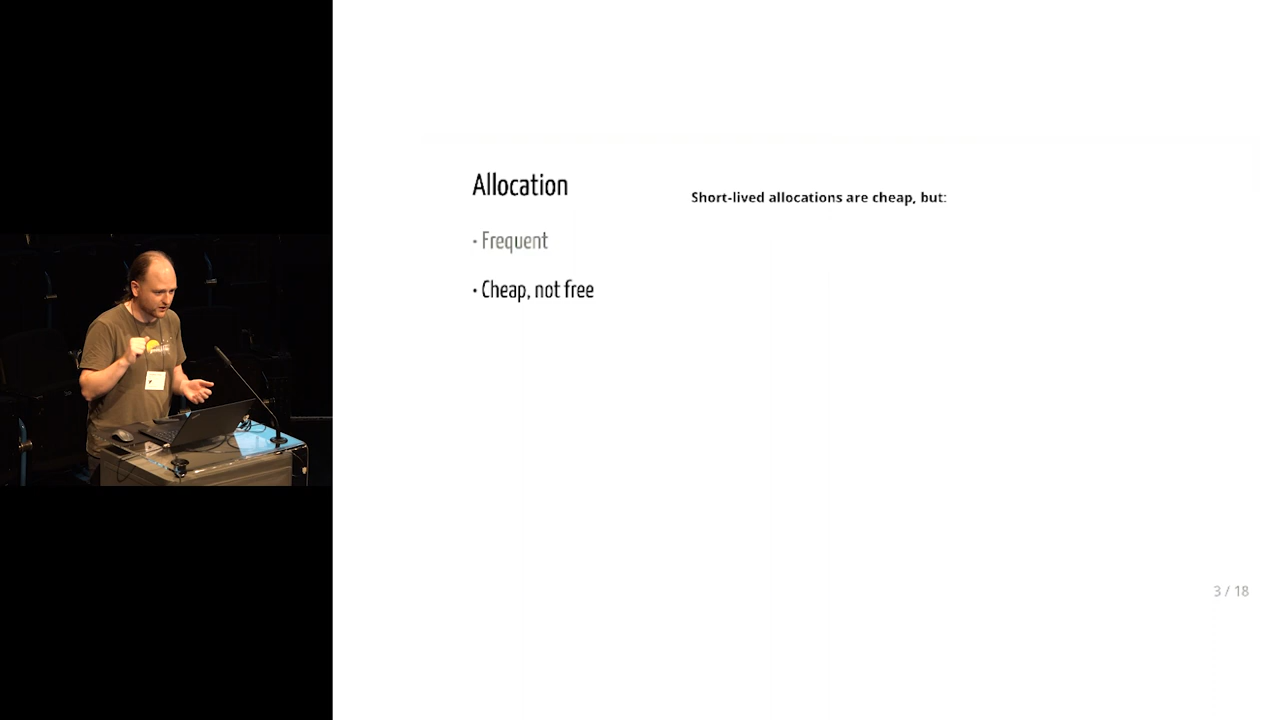 Allocation
• Frequent
• Cheap, not free
Short-lived allocations are cheap, but:
3 / 18